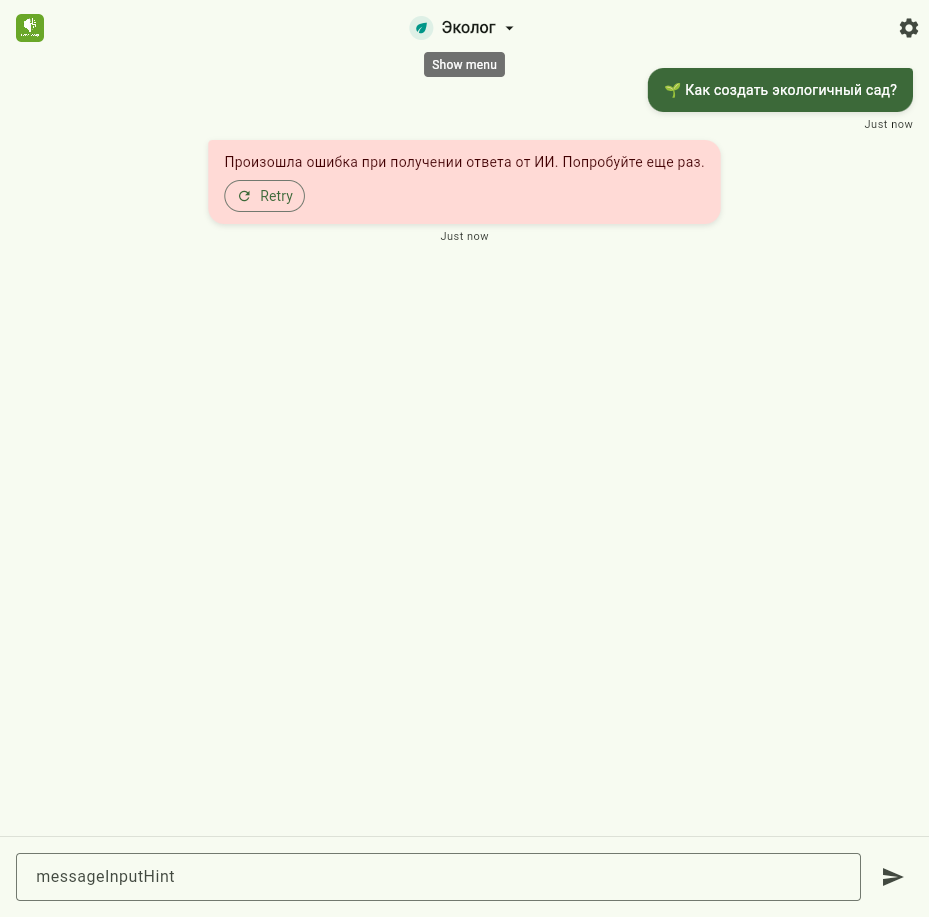 Эколог
Show menu
🌱 Как создать экологичный сад?
Just now
Произошла ошибка при получении ответа от ИИ. Попробуйте еще раз.
Retry
Just now
messageInputHint